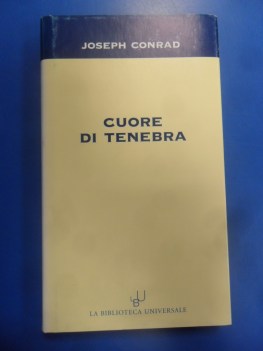 JOSEPH CONRAD
CUORE
DI TENEBRA
LA BIBLIOTECA UNIVERSALE